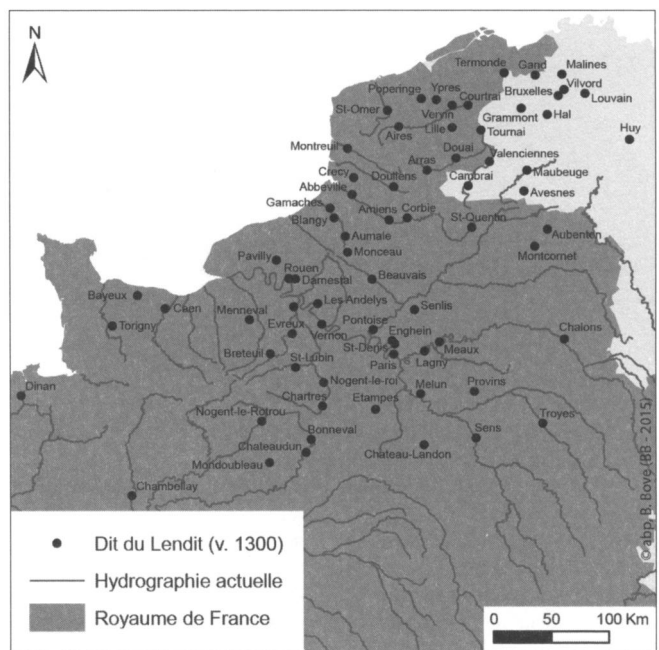 N
Termonde
Gand
Malines
Poperinge
Ypres
Bruxelles
Vilvord
Courtrai
Louvain
St-Omer
Vervin
Grammont
Hal
Aires
Lille
Tournai
Huy
Montreuil
Douai
Valenciennes
Arras
Maubeuge
Crecy
Doullens
Cambrai
Abbeville
Avesnes
Gamaches
Amiens
Corbie
Blangy
St-Quentin
Aubenton
Aumale
Montcornet
Monceau
Pavilly
Rouen
Darnestal
Beauvais
Bayeux
Caen
Les Andelys
Senlis
Torigny
Menneval
Pontoise
Enghein
Chalons
Evreux
Vernon
St-Denis
Meaux
Breteuil
Paris
Lagny
St-Lubin
Dinan
Nogent-le-roi
Melun
Provins
Chartres
Etampes
Nogent-le-Rotrou
Troyes
Bonneval
Sens
Chateaudun
Chateau-Landon
Mondoubleau
Chambellay
© abp, B. Bove (BB - 2015)
Dit du Lendit (v. 1300)
Hydrographie actuelle
Royaume de France
0 50 100 Km